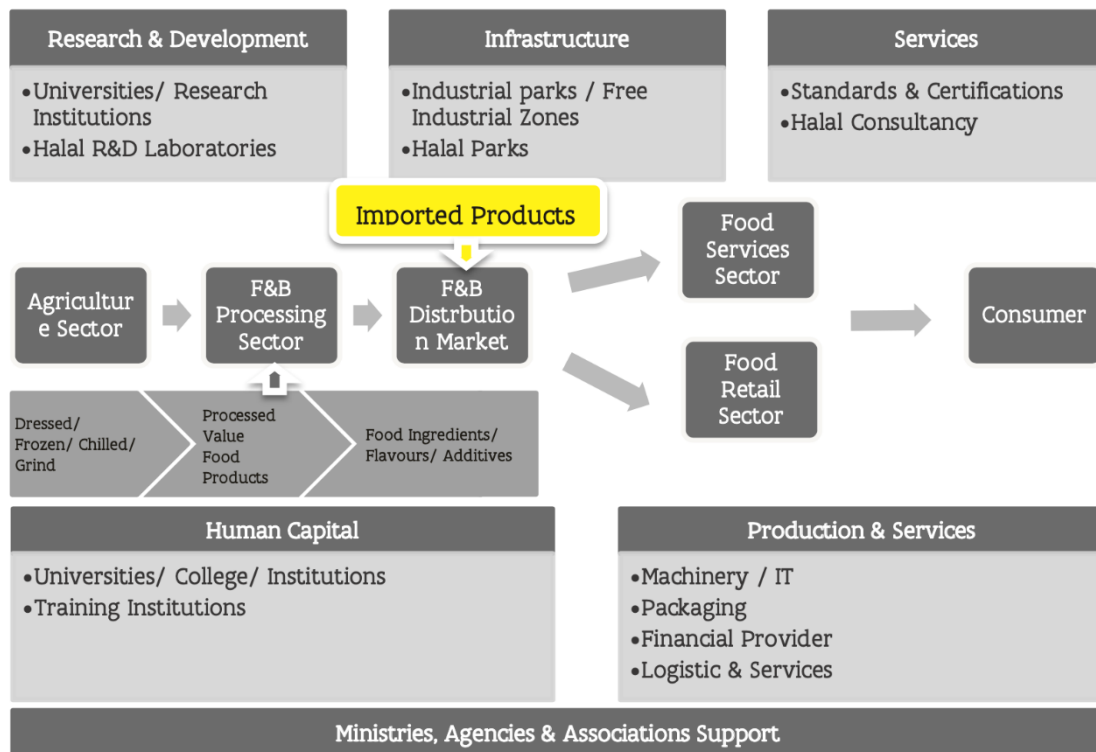 Research & Development
•Universities/ Research
Institutions
•Halal R&D Laboratories
Infrastructure
•Industrial parks / Free
Industrial Zones
•Halal Parks
Services
•Standards & Certifications
•Halal Consultancy
Imported Products
Agricultur
e Sector
F&B
Processing
Sector
F&B
Distrbutio
n Market
Food
Services
Sector
Food
Retail
Sector
Consumer
Dressed/
Frozen/ Chilled/
Grind
Processed
Value
Food
Products
Food Ingredients/
Flavours/ Additives
Human Capital
•Universities/ College/ Institutions
•Training Institutions
Production & Services
•Machinery / IT
•Packaging
•Financial Provider
•Logistic & Services
Ministries, Agencies & Associations Support